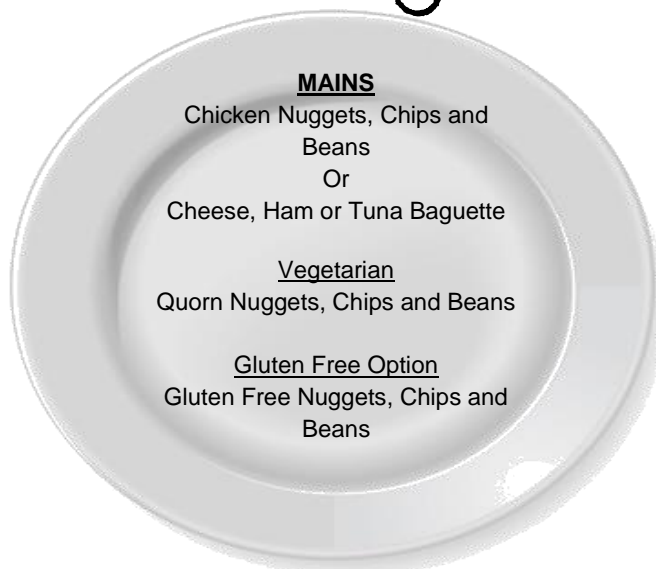 MAINS
Chicken Nuggets, Chips and
Beans
Or
Cheese, Ham or Tuna Baguette
Vegetarian
Quorn Nuggets, Chips and Beans
Gluten Free Option
Gluten Free Nuggets, Chips and
Beans